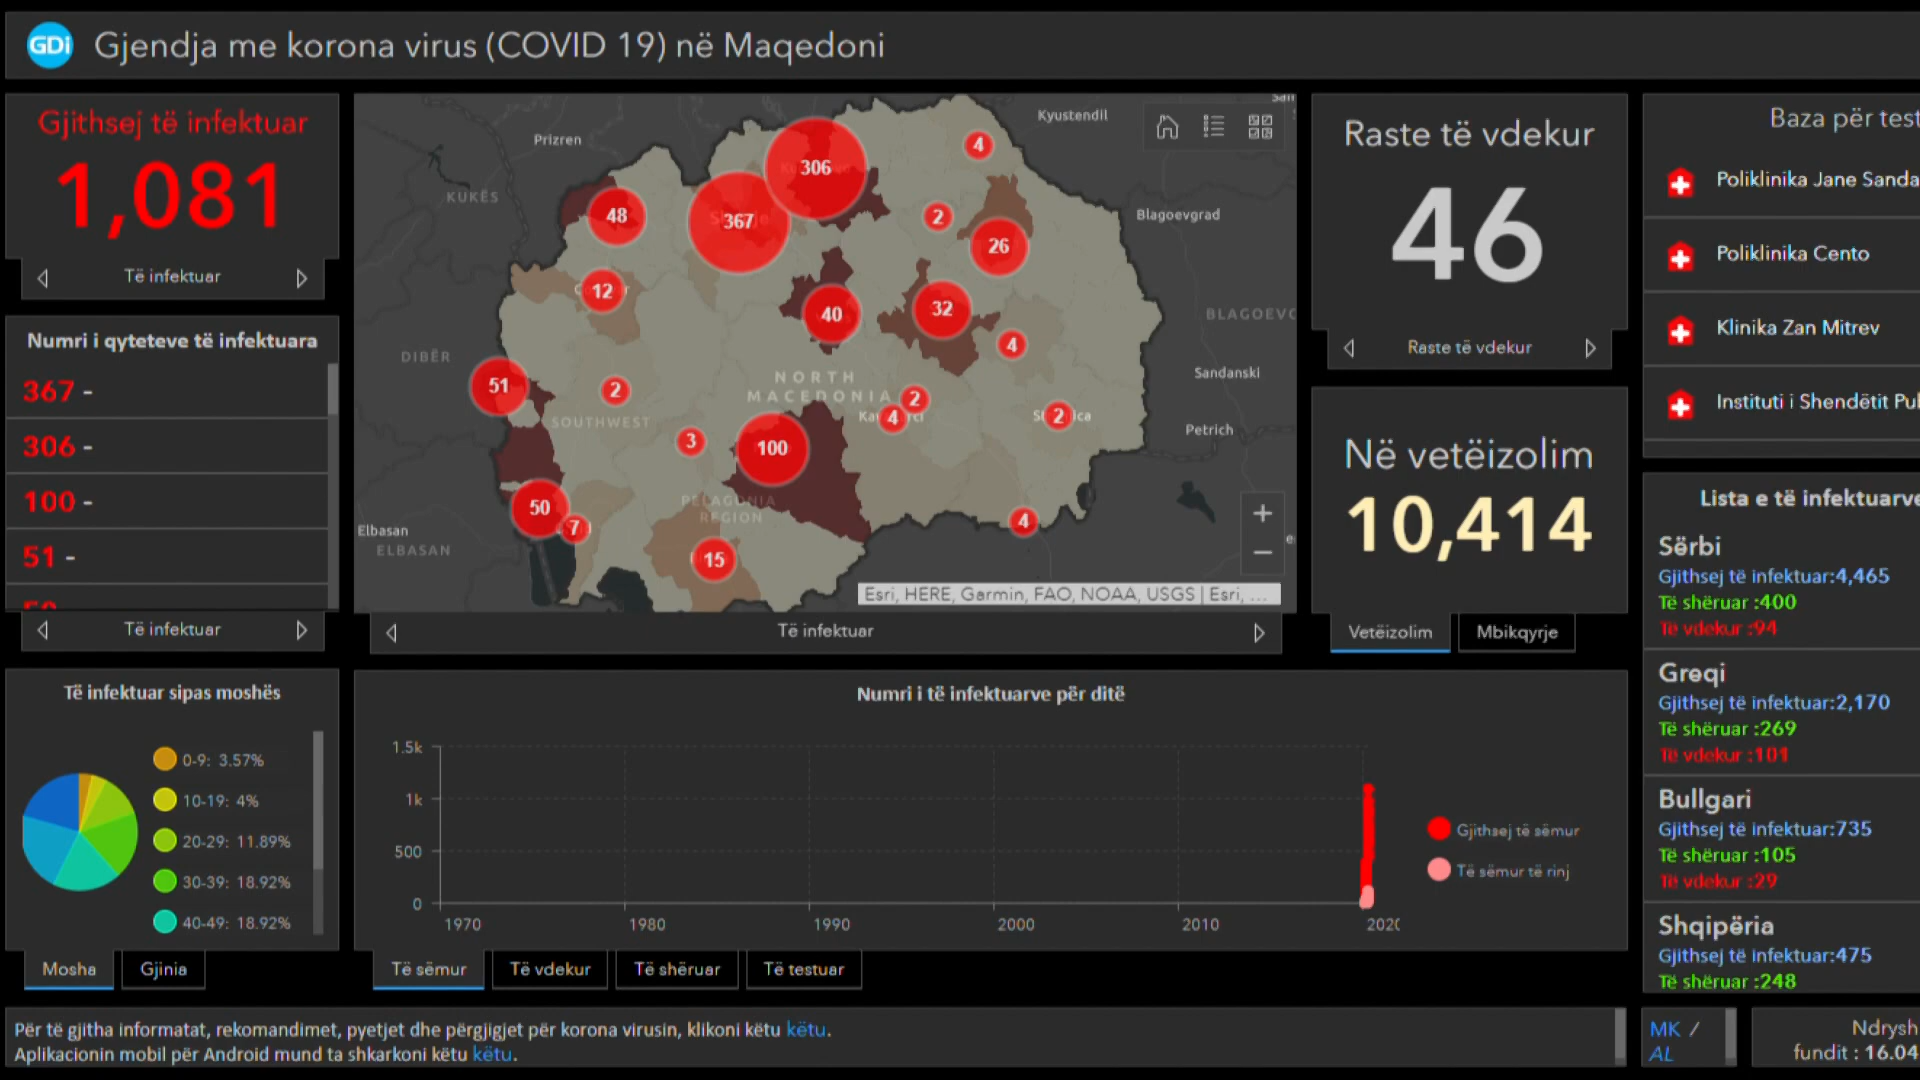 GDi Gjendja me korona virus (COVID 19) në Maqedoni
Gjithsej të infektuar
1,081
Të infektuar
Numri i qyteteve të infektuara
367 -
306 -
100 -
51 -
Të infektuar
Prizren
Kyustendil
KUKËS
Blagoevgrad
DIBËR
NORTH
MACEDONIA
Sandanski
SOUTHWEST
Petrich
PELAGONIA
REGION
Elbasan
ELBASAN
306
4
48
367
2
26
12
40
32
4
51
2
2
4
2
3
100
50
7
4
15
+
−
Esri, HERE, Garmin, FAO, NOAA, USGS | Esri, ...
Të infektuar
Raste të vdekur
46
Raste të vdekur
Në vetëizolim
10,414
Vetëizolim
Mbikqyrje
Baza për test
Poliklinika Jane Sanda
Poliklinika Cento
Klinika Zan Mitrev
Instituti i Shendëtit Pu
Lista e të infektuarve
Sërbi
Gjithsej të infektuar:4,465
Të shëruar :400
Të vdekur :94
Greqi
Gjithsej të infektuar:2,170
Të shëruar :269
Të vdekur :101
Bullgari
Gjithsej të infektuar:735
Të shëruar :105
Të vdekur :29
Shqipëria
Gjithsej të infektuar:475
Të shëruar :248
Të infektuar sipas moshës
0-9: 3.57%
10-19: 4%
20-29: 11.89%
30-39: 18.92%
40-49: 18.92%
Mosha
Gjinia
Numri i të infektuarve për ditë
1.5k
1k
500
0
1970
1980
1990
2000
2010
2020
Gjithsej të sëmur
Të sëmur të rinj
Të sëmur
Të vdekur
Të shëruar
Të testuar
Për të gjitha informatat, rekomandimet, pyetjet dhe përgjigjet për korona virusin, klikoni këtu këtu.
Aplikacionin mobil për Android mund ta shkarkoni këtu këtu.
MK /
AL
Ndrysh
fundit : 16.04